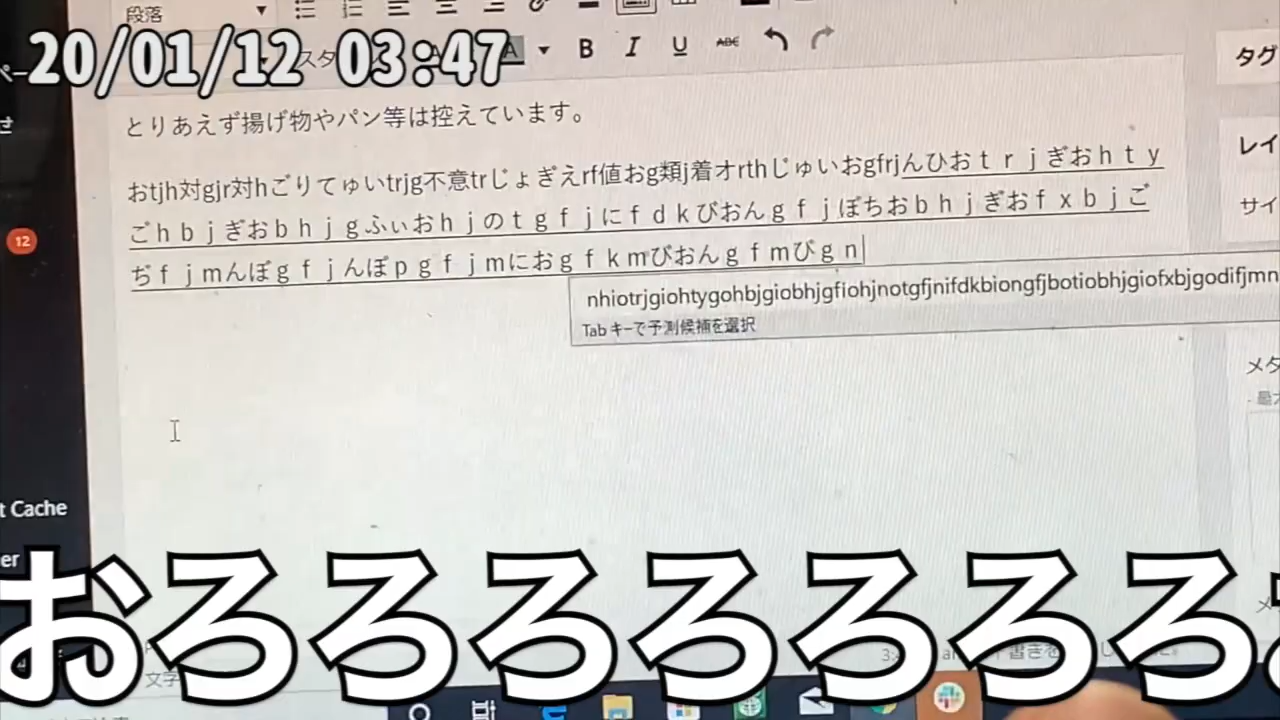 段落
20/01/12 03:47
B I U ABC
タグ
とりあえず揚げ物やパン等は控えています。
レイ
おtjh対gjr対hごりてゅいtrjg不意trじょぎえrf値おg類j着オrthじゅいおgfrjんひおｔｒｊぎおｈｔｙ
ごｈｂｊぎおｂｈｊｇふぃおｈｊのｔｇｆｊにｆｄｋびおんｇｆｊぼちおｂｈｊぎおｆｘｂｊご
サイ
12
ぢｆｊｍんぼｇｆｊんぽｐｇｆｊｍにおｇｆｋｍびおんｇｆｍびｇｎ
nhiotrjgiohtygohbjgiobhjgfiohjnotgfjnifdkbiongfjbotiobhjgiofxbjgodifjmn
Tab キーで予測候補を選択
メタ
t Cache
er
おろろろろろろろ
文字